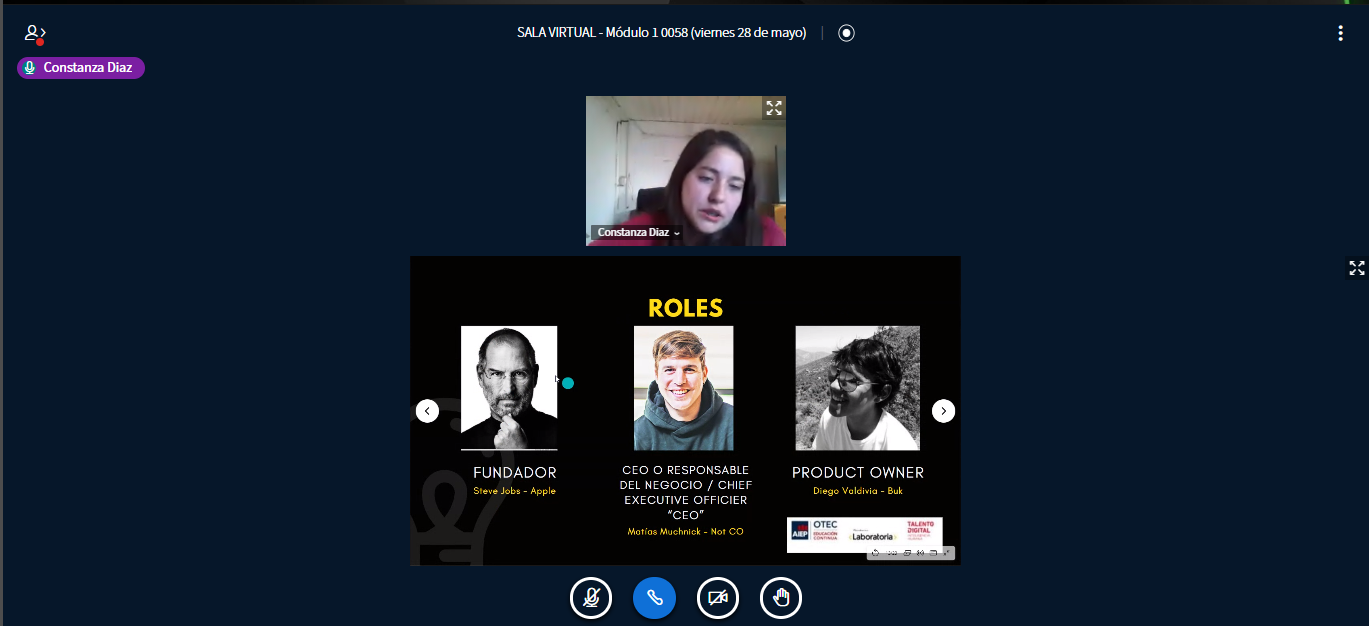 SALA VIRTUAL - Módulo 1 0058 (viernes 28 de mayo)
Constanza Diaz
Constanza Diaz
ROLES
FUNDADOR
Steve Jobs - Apple
CEO O RESPONSABLE
DEL NEGOCIO / CHIEF
EXECUTIVE OFFICIER
“CEO”
Matías Muchnick - Not CO
PRODUCT OWNER
Diego Valdivia - Buk
AIEP
OTEC
EDUCACIÓN
CONTINUA
Laboratoria
TALENTO
DIGITAL